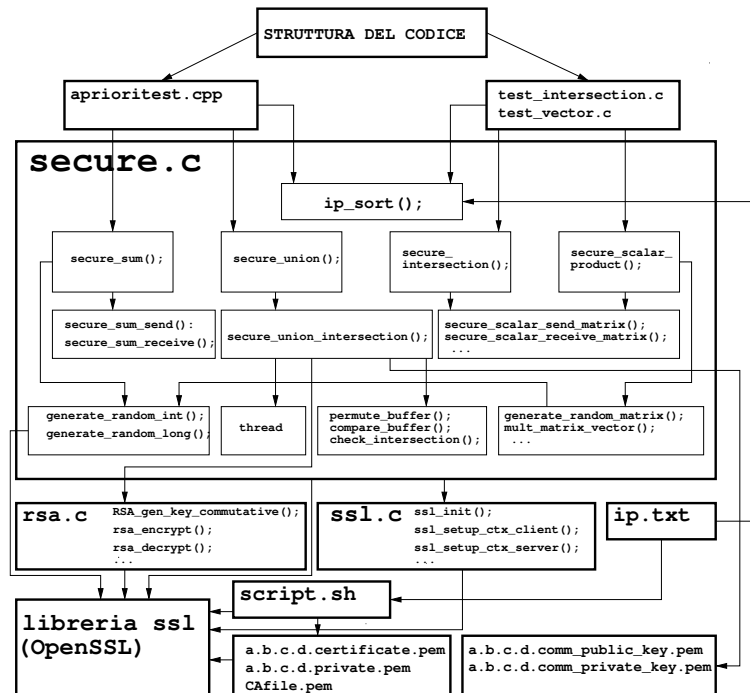 STRUTTURA DEL CODICE
aprioritest.cpp
test_intersection.c
test_vector.c
secure.c
ip_sort();
secure_sum();
secure_union();
secure_
intersection();
secure_scalar_
product();
secure_sum_send():
secure_sum_receive();
secure_union_intersection();
secure_scalar_send_matrix();
secure_scalar_receive_matrix();
...
generate_random_int();
generate_random_long();
thread
permute_buffer();
compare_buffer();
check_intersection();
generate_random_matrix();
mult_matrix_vector();
...
rsa.c
RSA_gen_key_commutative();
rsa_encrypt();
rsa_decrypt();
...
ssl.c
ssl_init();
ssl_setup_ctx_client();
ssl_setup_ctx_server();
...
ip.txt
script.sh
libreria ssl
(OpenSSL)
a.b.c.d.certificate.pem
a.b.c.d.private.pem
CAfile.pem
a.b.c.d.comm_public_key.pem
a.b.c.d.comm_private_key.pem